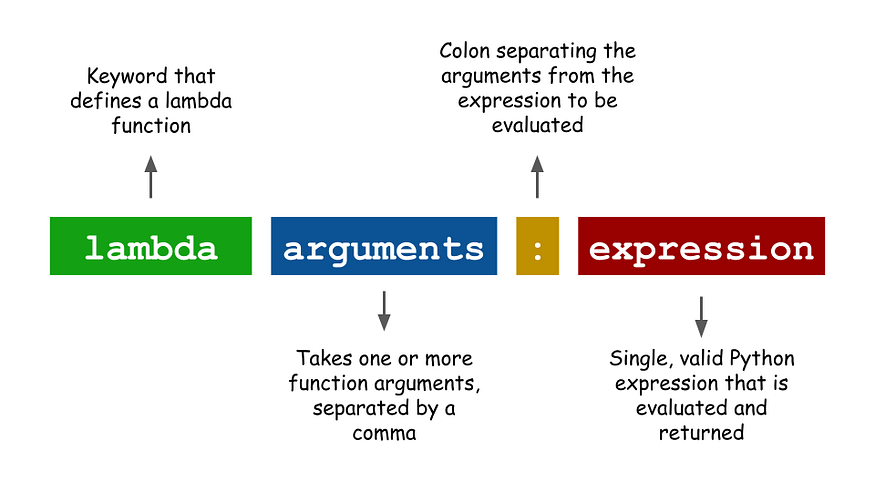 Keyword that
defines a lambda
function
Colon separating the
arguments from the
expression to be
evaluated
lambda arguments : expression
Takes one or more
function arguments,
separated by a
comma
Single, valid Python
expression that is
evaluated and
returned